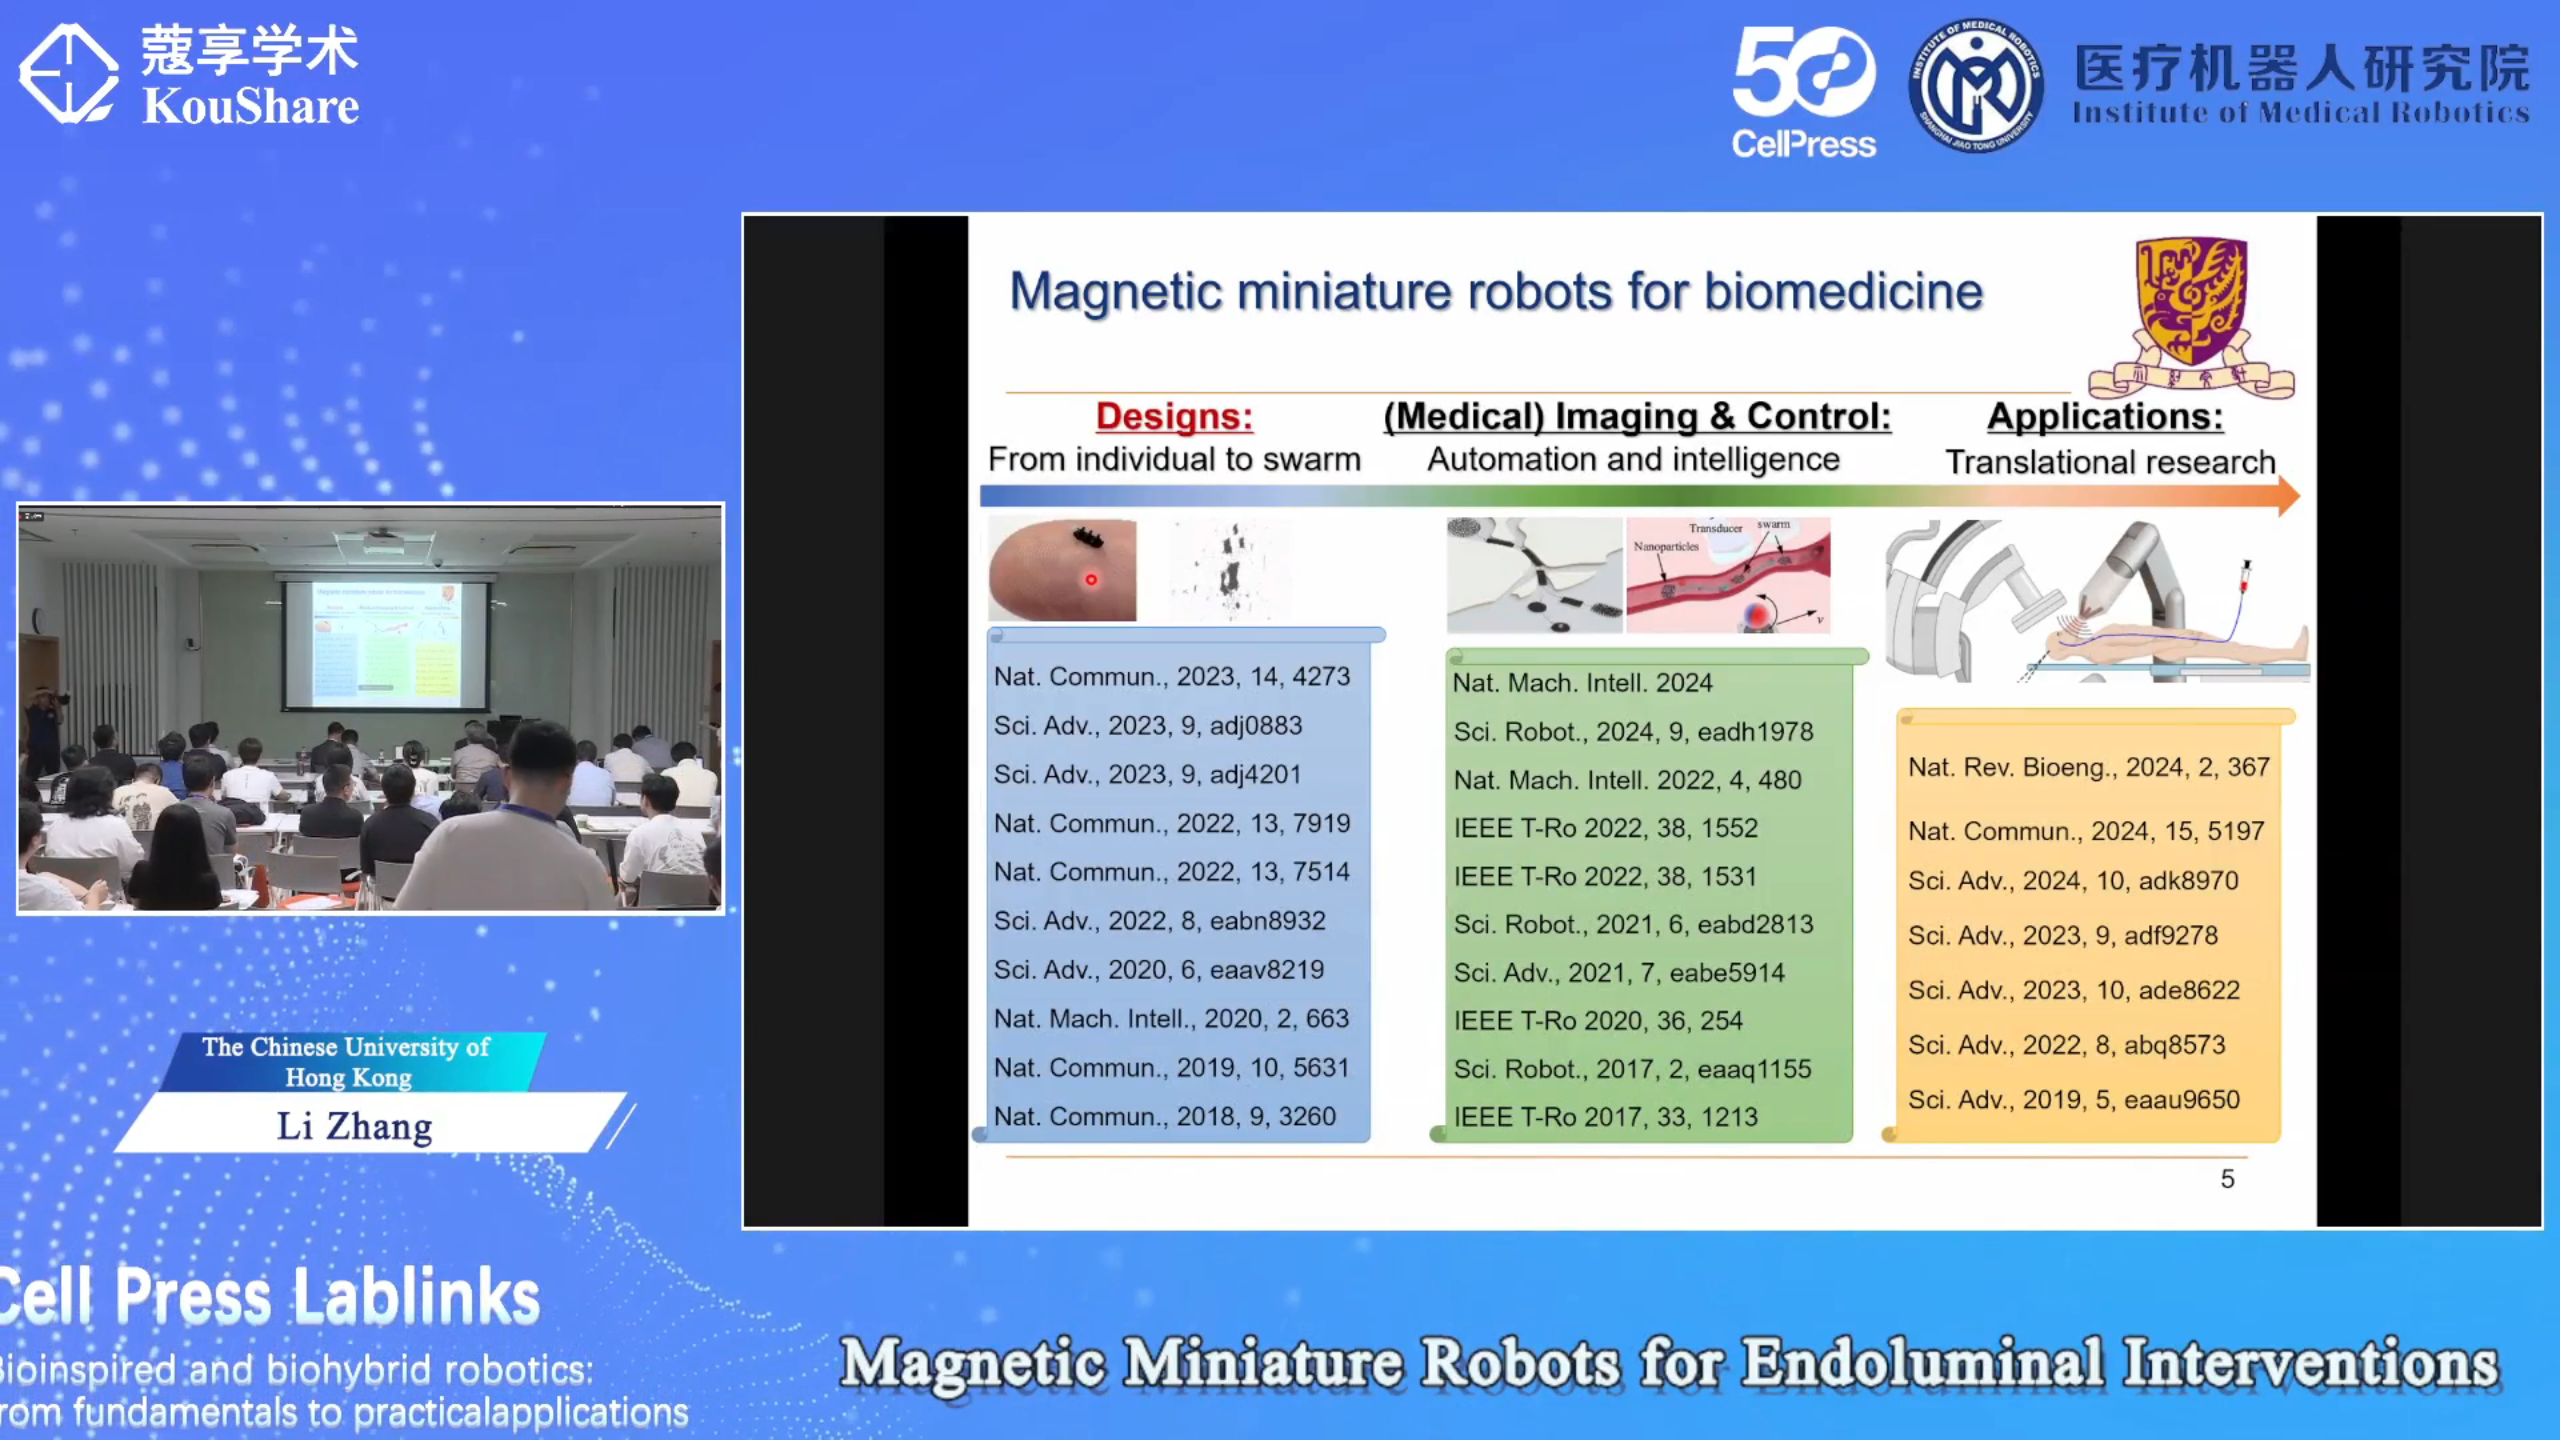 蔻享学术
KouShare
50
CellPress
INSTITUTE OF MEDICAL ROBOTICS
SHANGHAI JIAO TONG UNIVERSITY
医疗机器人研究院
Institute of Medical Robotics
Magnetic miniature robots for biomedicine
Designs:
From individual to swarm
(Medical) Imaging & Control:
Automation and intelligence
Applications:
Translational research
Transducer
swarm
Nanoparticles
v
Nat. Commun., 2023, 14, 4273
Sci. Adv., 2023, 9, adj0883
Sci. Adv., 2023, 9, adj4201
Nat. Commun., 2022, 13, 7919
Nat. Commun., 2022, 13, 7514
Sci. Adv., 2022, 8, eabn8932
Sci. Adv., 2020, 6, eaav8219
Nat. Mach. Intell., 2020, 2, 663
Nat. Commun., 2019, 10, 5631
Nat. Commun., 2018, 9, 3260
Nat. Mach. Intell. 2024
Sci. Robot., 2024, 9, eadh1978
Nat. Mach. Intell. 2022, 4, 480
IEEE T-Ro 2022, 38, 1552
IEEE T-Ro 2022, 38, 1531
Sci. Robot., 2021, 6, eabd2813
Sci. Adv., 2021, 7, eabe5914
IEEE T-Ro 2020, 36, 254
Sci. Robot., 2017, 2, eaaq1155
IEEE T-Ro 2017, 33, 1213
Nat. Rev. Bioeng., 2024, 2, 367
Nat. Commun., 2024, 15, 5197
Sci. Adv., 2024, 10, adk8970
Sci. Adv., 2023, 9, adf9278
Sci. Adv., 2023, 10, ade8622
Sci. Adv., 2022, 8, abq8573
Sci. Adv., 2019, 5, eaau9650
5
The Chinese University of
Hong Kong
Li Zhang
Cell Press Lablinks
Bioinspired and biohybrid robotics:
rom fundamentals to practicalapplications
Magnetic Miniature Robots for Endoluminal Interventions